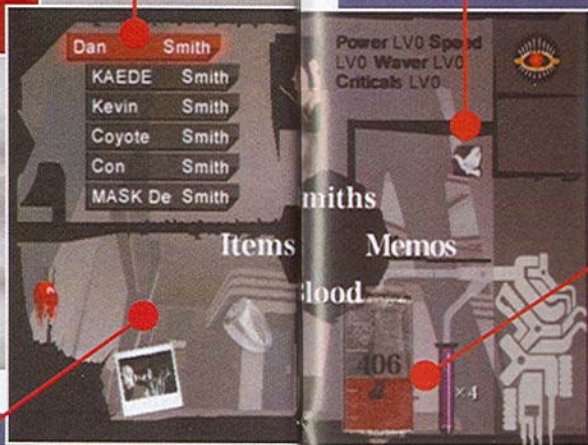 Dan Smith
KAEDE Smith
Kevin Smith
Coyote Smith
Con Smith
MASK De Smith
Power LV0 Speed
LV0 Waver LV0
Criticals LV0
miths
Items Memos
Blood
406
×4